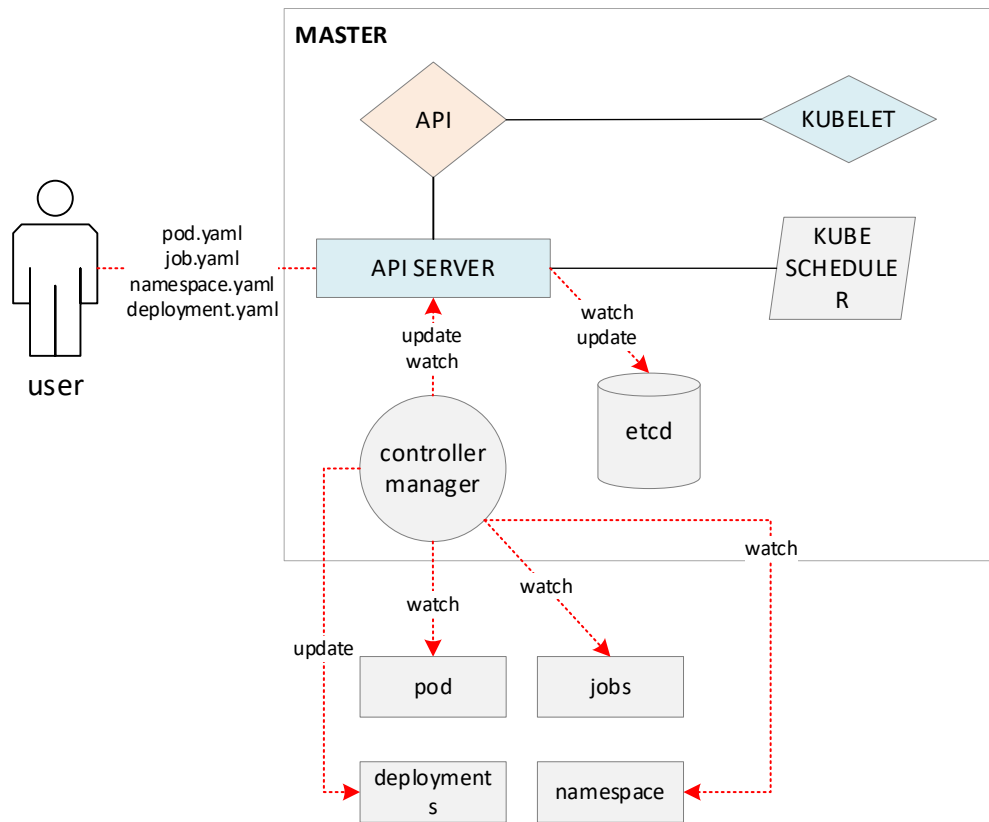 MASTER
API
KUBELET
pod.yaml
job.yaml
namespace.yaml
deployment.yaml
user
API SERVER
KUBE
SCHEDULE
R
update
watch
watch
update
etcd
controller
manager
watch
watch
watch
update
pod
jobs
deployment
s
namespace